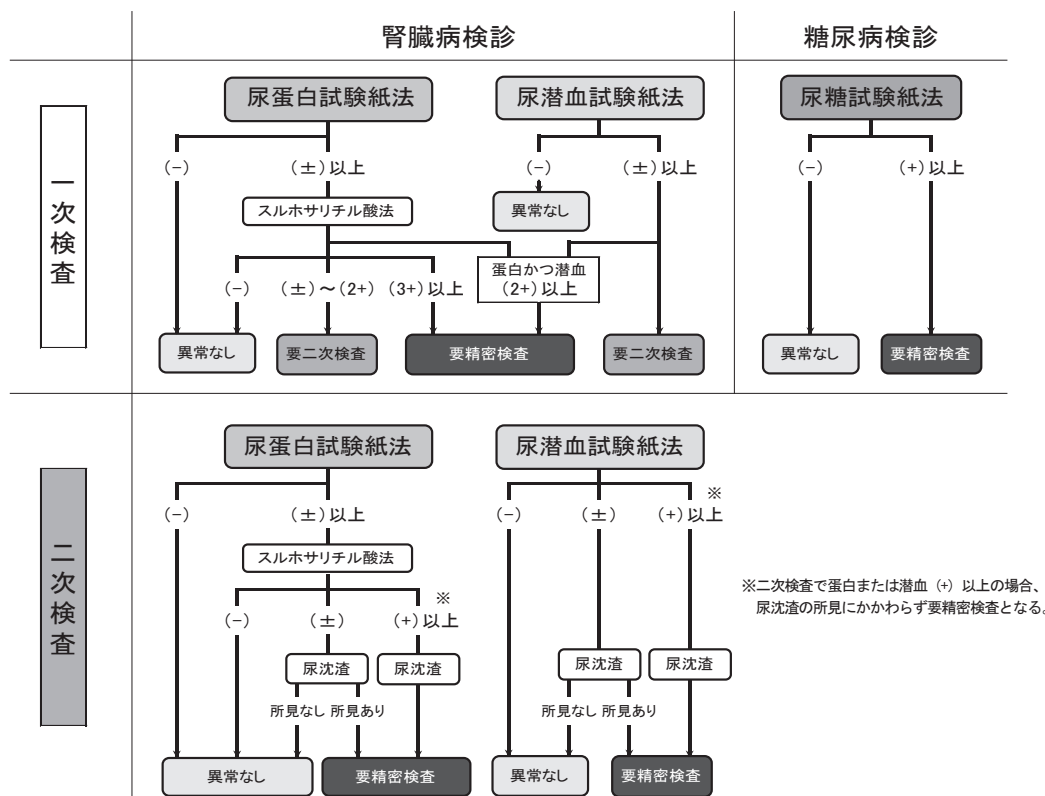 腎臓病検診
糖尿病検診
一次検査
尿蛋白試験紙法
尿潜血試験紙法
尿糖試験紙法
(−)
(±)以上
(−)
(±)以上
(−)
(+)以上
スルホサリチル酸法
異常なし
(−)
(±)〜(2+)
(3+)以上
蛋白かつ潜血
(2+)以上
異常なし
要二次検査
要精密検査
要二次検査
異常なし
要精密検査
二次検査
尿蛋白試験紙法
尿潜血試験紙法
(−)
(±)以上
(−)
(±)
※
(+)以上
スルホサリチル酸法
(−)
(±)
※
(+)以上
※二次検査で蛋白または潜血（+）以上の場合、
尿沈渣の所見にかかわらず要精密検査となる。
尿沈渣
尿沈渣
尿沈渣
尿沈渣
所見なし 所見あり
所見なし 所見あり
異常なし
要精密検査
異常なし
要精密検査